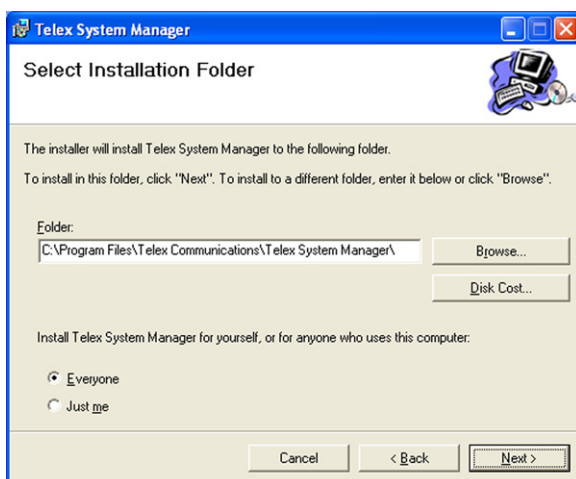 Telex System Manager
Select Installation Folder
The installer will install Telex System Manager to the following folder.
To install in this folder, click "Next". To install to a different folder, enter it below or click "Browse".
Folder:
C:\Program Files\Telex Communications\Telex System Manager\
Browse...
Disk Cost...
Install Telex System Manager for yourself, or for anyone who uses this computer:
Everyone
Just me
Cancel
< Back
Next >